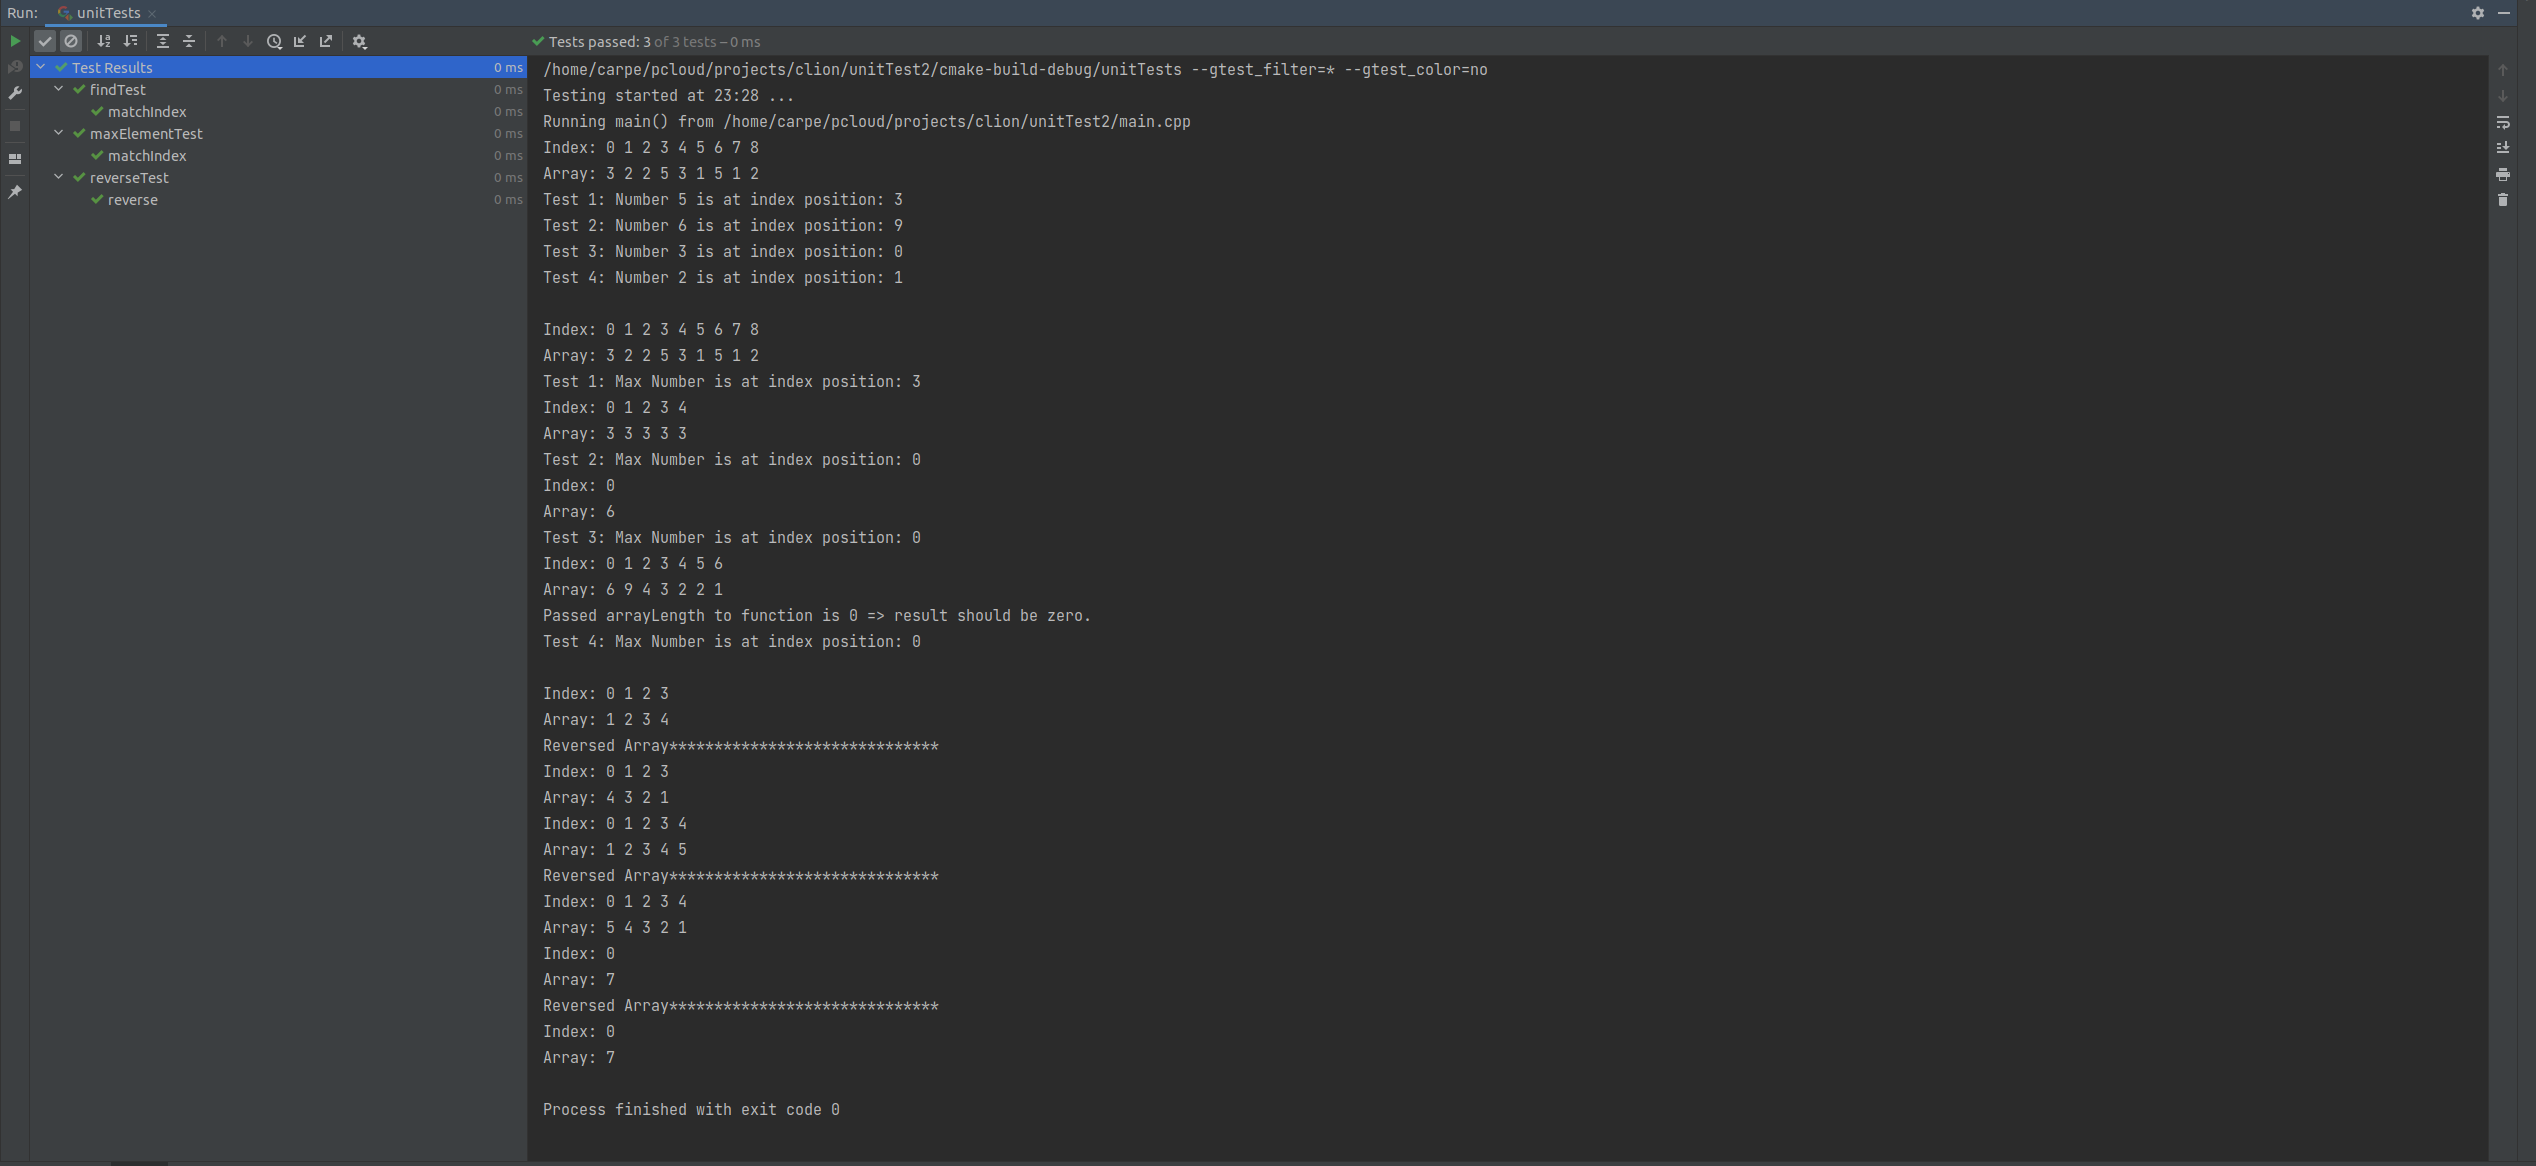 Run: unitTests
Tests passed: 3 of 3 tests – 0 ms
Test Results 0 ms
findTest 0 ms
matchIndex 0 ms
maxElementTest 0 ms
matchIndex 0 ms
reverseTest 0 ms
reverse 0 ms
/home/carpe/pcloud/projects/clion/unitTest2/cmake-build-debug/unitTests --gtest_filter=* --gtest_color=no
Testing started at 23:28 ...
Running main() from /home/carpe/pcloud/projects/clion/unitTest2/main.cpp
Index: 0 1 2 3 4 5 6 7 8
Array: 3 2 2 5 3 1 5 1 2
Test 1: Number 5 is at index position: 3
Test 2: Number 6 is at index position: 9
Test 3: Number 3 is at index position: 0
Test 4: Number 2 is at index position: 1
Index: 0 1 2 3 4 5 6 7 8
Array: 3 2 2 5 3 1 5 1 2
Test 1: Max Number is at index position: 3
Index: 0 1 2 3 4
Array: 3 3 3 3 3
Test 2: Max Number is at index position: 0
Index: 0
Array: 6
Test 3: Max Number is at index position: 0
Index: 0 1 2 3 4 5 6
Array: 6 9 4 3 2 2 1
Passed arrayLength to function is 0 => result should be zero.
Test 4: Max Number is at index position: 0
Index: 0 1 2 3
Array: 1 2 3 4
Reversed Array******************************
Index: 0 1 2 3
Array: 4 3 2 1
Index: 0 1 2 3 4
Array: 1 2 3 4 5
Reversed Array******************************
Index: 0 1 2 3 4
Array: 5 4 3 2 1
Index: 0
Array: 7
Reversed Array******************************
Index: 0
Array: 7
Process finished with exit code 0